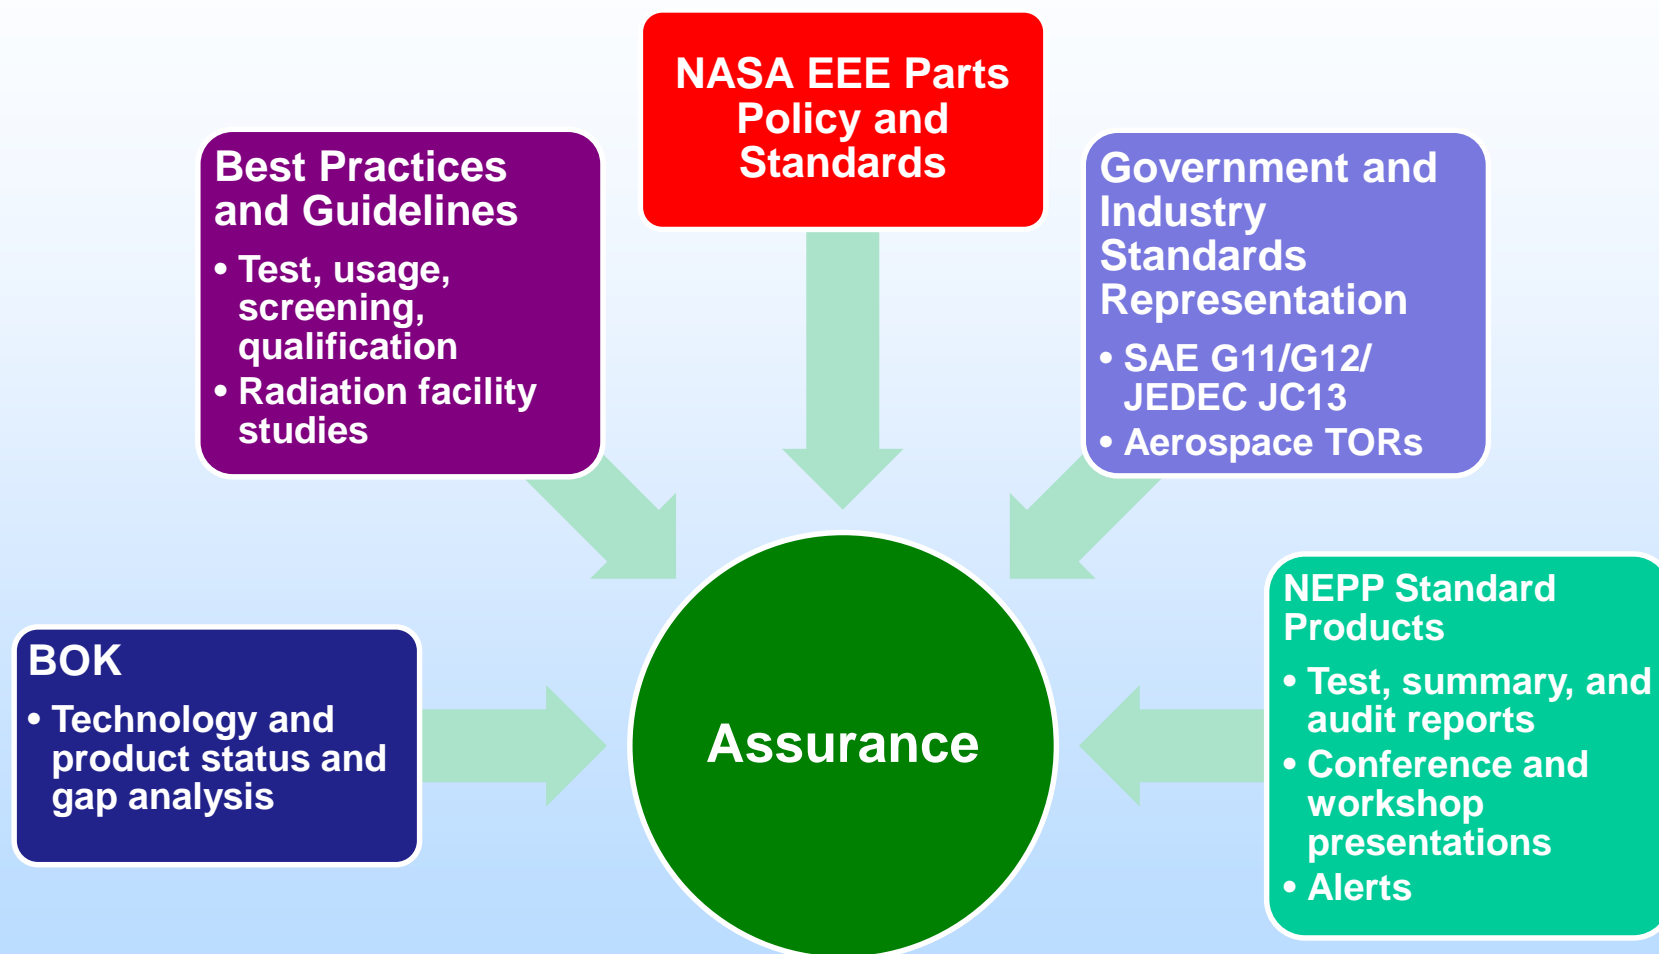 NASA EEE Parts
Policy and
Standards
Best Practices
and Guidelines
• Test, usage,
screening,
qualification
• Radiation facility
studies
Government and
Industry
Standards
Representation
• SAE G11/G12/
JEDEC JC13
• Aerospace TORs
BOK
• Technology and
product status and
gap analysis
Assurance
NEPP Standard
Products
• Test, summary, and
audit reports
• Conference and
workshop
presentations
• Alerts